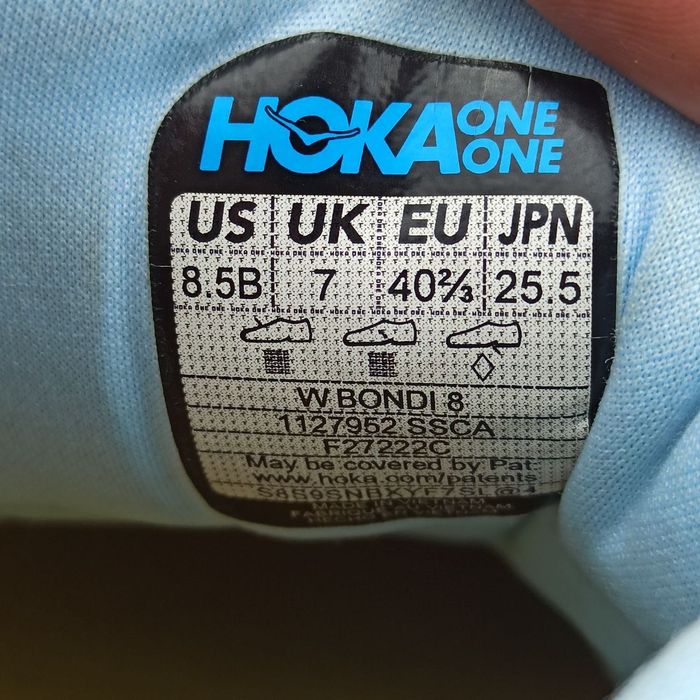 HOKA ONE ONE
US UK EU JPN
8.5B 7 40⅔ 25.5
W BONDI 8
1127952 SSCA
F27222C
May be covered by Pat:
www.hoka.com/patents